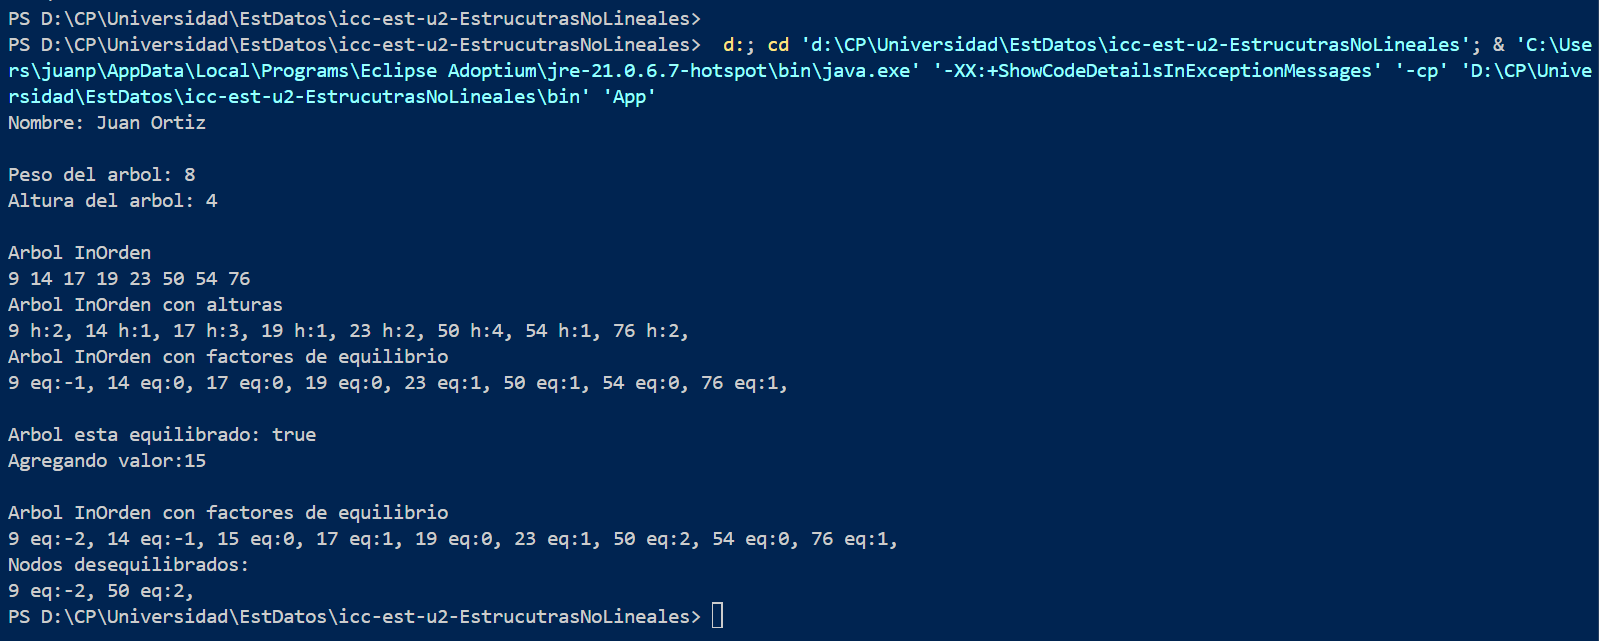 PS D:\CP\Universidad\EstDatos\icc-est-u2-EstrucutrasNoLineales>
PS D:\CP\Universidad\EstDatos\icc-est-u2-EstrucutrasNoLineales>  d:; cd 'd:\CP\Universidad\EstDatos\icc-est-u2-EstrucutrasNoLineales'; & 'C:\Use
rs\juanp\AppData\Local\Programs\Eclipse Adoptium\jre-21.0.6.7-hotspot\bin\java.exe' '-XX:+ShowCodeDetailsInExceptionMessages' '-cp' 'D:\CP\Unive
rsidad\EstDatos\icc-est-u2-EstrucutrasNoLineales\bin' 'App'
Nombre: Juan Ortiz
Peso del arbol: 8
Altura del arbol: 4
Arbol InOrden
9 14 17 19 23 50 54 76
Arbol InOrden con alturas
9 h:2, 14 h:1, 17 h:3, 19 h:1, 23 h:2, 50 h:4, 54 h:1, 76 h:2,
Arbol InOrden con factores de equilibrio
9 eq:-1, 14 eq:0, 17 eq:0, 19 eq:0, 23 eq:1, 50 eq:1, 54 eq:0, 76 eq:1,
Arbol esta equilibrado: true
Agregando valor:15
Arbol InOrden con factores de equilibrio
9 eq:-2, 14 eq:-1, 15 eq:0, 17 eq:1, 19 eq:0, 23 eq:1, 50 eq:2, 54 eq:0, 76 eq:1,
Nodos desequilibrados:
9 eq:-2, 50 eq:2,
PS D:\CP\Universidad\EstDatos\icc-est-u2-EstrucutrasNoLineales>